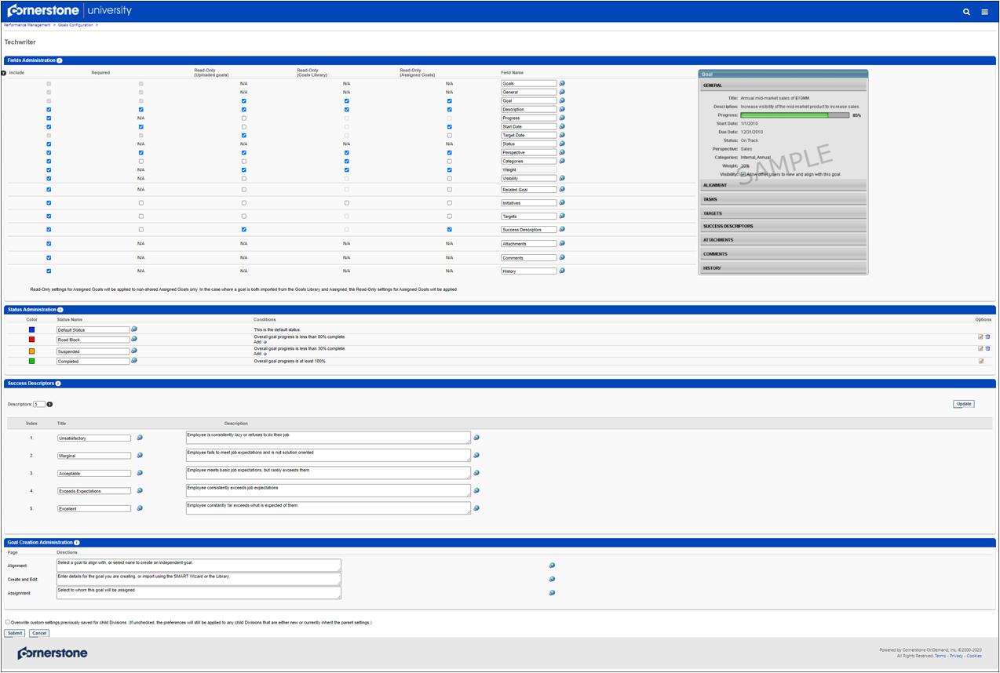 Cornerstone university
Performance Management > Goals Configuration >
Techwriter
Fields Administration
Include Required Read-Only (Uploaded goals) Read-Only (Goals Library) Read-Only (Assigned Goals) Field Name
N/A N/A N/A Goals
N/A N/A N/A General
Goal
Description
N/A Progress
Start Date
Target Date
N/A N/A N/A N/A Status
Perspective
Categories
N/A Weight
N/A Visibility
N/A Related Goal
Initiatives
Targets
Success Descriptors
N/A N/A N/A N/A Attachments
N/A N/A N/A N/A Comments
N/A N/A N/A N/A History
Read-Only settings for Assigned Goals will be applied to non-shared Assigned Goals only. In the case where a goal is both imported from the Goals Library and Assigned, the Read-Only settings for Assigned Goals will be applied.
Goal
GENERAL
Title: Annual mid-market sales of $10MM.
Description: Increase visibility of the mid-market product to increase sales.
Progress: 85%
Start Date: 1/1/2010
Due Date: 12/31/2010
Status: On Track
Perspective: Sales
Categories: Internal, Annual
Weight: 20%
Visibility: Allow other users to view and align with this goal.
SAMPLE
ALIGNMENT
TASKS
TARGETS
SUCCESS DESCRIPTORS
ATTACHMENTS
COMMENTS
HISTORY
Status Administration
Color Status Name Conditions Options
Default Status This is the default status.
Road Block Overall goal progress is less than 80% complete.
Add
Suspended Overall goal progress is less than 30% complete.
Add
Completed Overall goal progress is at least 100%.
Success Descriptors
Descriptors: 5 Update
Index Title Description
1. Unsatisfactory Employee is consistently lazy or refuses to do their job
2. Marginal Employee fails to meet job expectations and is not solution oriented
3. Acceptable Employee meets basic job expectations, but rarely exceeds them
4. Exceeds Expectations Employee consistently exceeds job expectations
5. Excellent Employee constantly far exceeds what is expected of them
Goal Creation Administration
Page Directions
Alignment: Select a goal to align with, or select none to create an independent goal.
Create and Edit: Enter details for the goal you are creating, or import using the SMART Wizard or the Library.
Assignment: Select to whom this goal will be assigned.
Overwrite custom settings previously saved for child Divisions. (If unchecked, the preferences will still be applied to any child Divisions that are either new or currently inherit the parent settings.)
Submit Cancel
Cornerstone
Powered by Cornerstone OnDemand, Inc. ©2000-2020
All Rights Reserved. Terms - Privacy - Cookies